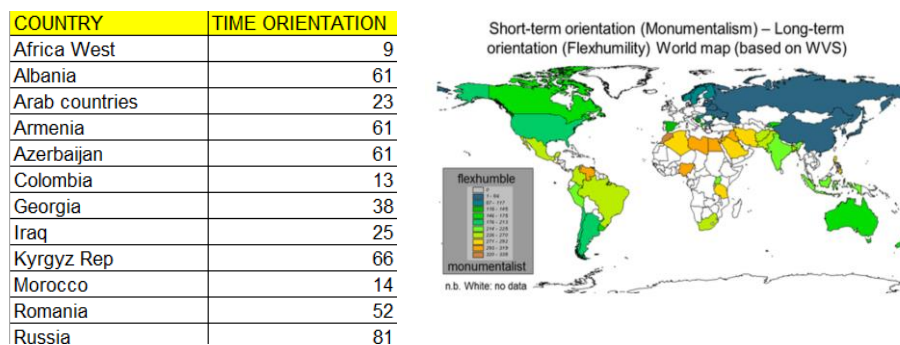 COUNTRY TIME ORIENTATION
Africa West 9
Albania 61
Arab countries 23
Armenia 61
Azerbaijan 61
Colombia 13
Georgia 38
Iraq 25
Kyrgyz Rep 66
Morocco 14
Romania 52
Russia 81
Short-term orientation (Monumentalism) – Long-term
orientation (Flexhumility) World map (based on WVS)
flexhumble
monumentalist
n.b. White: no data